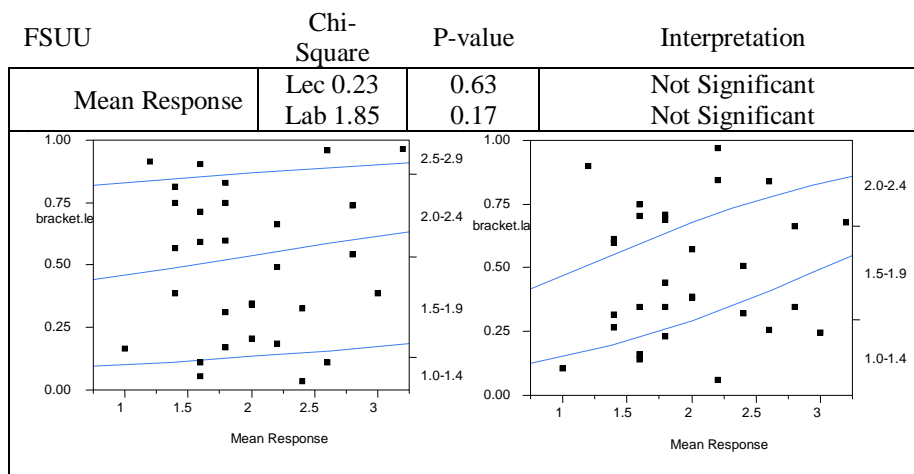 FSUU Chi-Square P-value Interpretation
Mean Response Lec 0.23 0.63 Not Significant
Lab 1.85 0.17 Not Significant
1.00
0.75
bracket.le
0.50
0.25
0.00
2.5-2.9
2.0-2.4
1.5-1.9
1.0-1.4
1 1.5 2 2.5 3
Mean Response
1.00
0.75
bracket.la
0.50
0.25
0.00
2.0-2.4
1.5-1.9
1.0-1.4
1 1.5 2 2.5 3
Mean Response